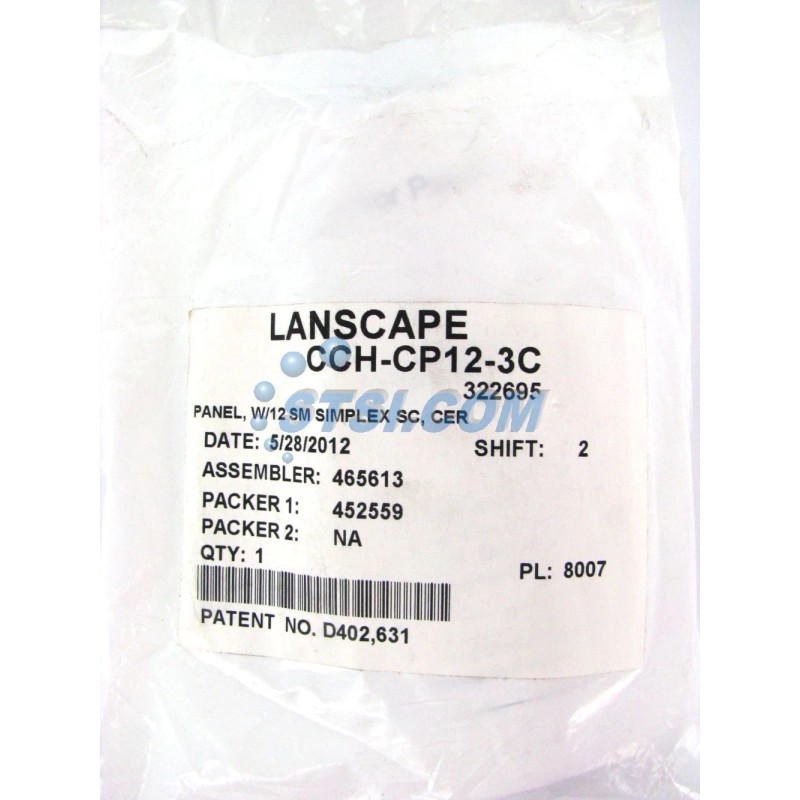 LANSCAPE
CCH-CP12-3C
322695
STSI.COM
PANEL, W/12 SM SIMPLEX SC, CER
DATE: 5/28/2012 SHIFT: 2
ASSEMBLER: 465613
PACKER 1: 452559
PACKER 2: NA
QTY: 1 PL: 8007
PATENT NO. D402,631